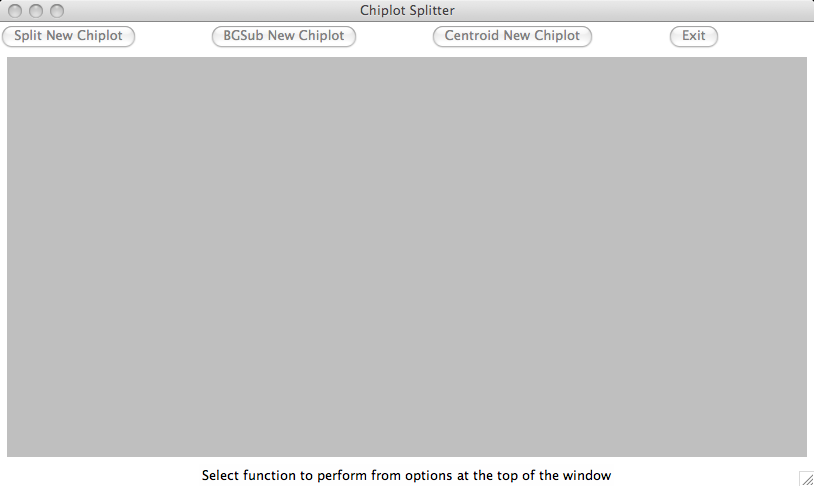 Chiplot Splitter
Split New Chiplot BGSub New Chiplot Centroid New Chiplot Exit
Select function to perform from options at the top of the window